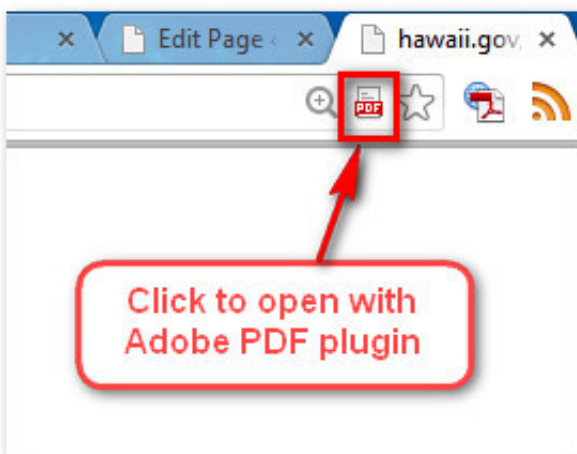 Edit Page
hawaii.gov
PDF
Click to open with
Adobe PDF plugin